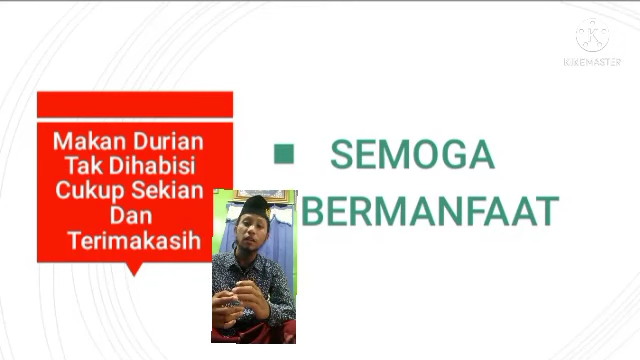 KINEMASTER
Makan Durian
Tak Dihabisi
Cukup Sekian
Dan
Terimakasih
SEMOGA
BERMANFAAT